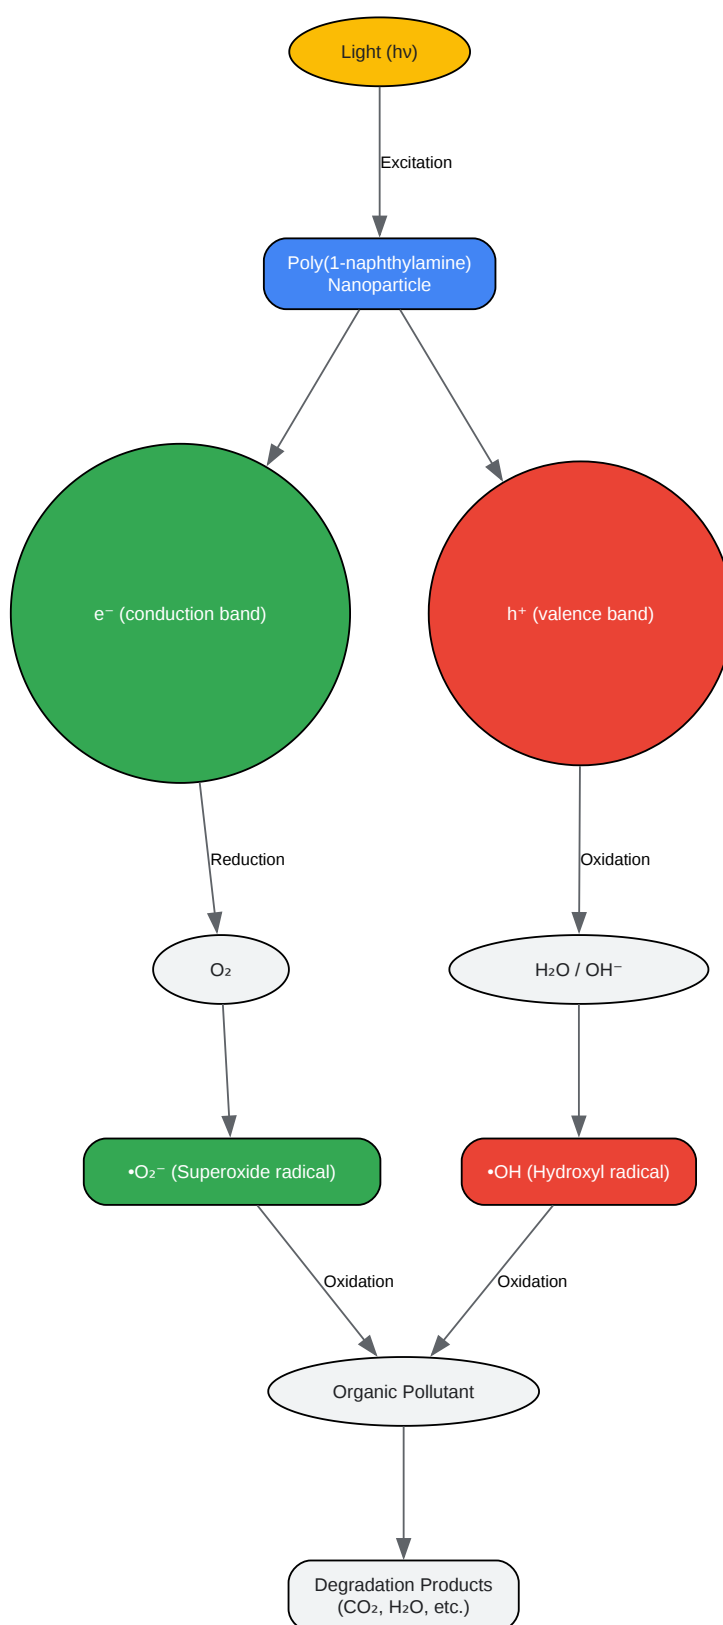 Light (hν)
Excitation
Poly(1-naphthylamine)
Nanoparticle
e⁻ (conduction band)
h⁺ (valence band)
Reduction
Oxidation
O₂
H₂O / OH⁻
•O₂⁻ (Superoxide radical)
•OH (Hydroxyl radical)
Oxidation
Oxidation
Organic Pollutant
Degradation Products
(CO₂, H₂O, etc.)